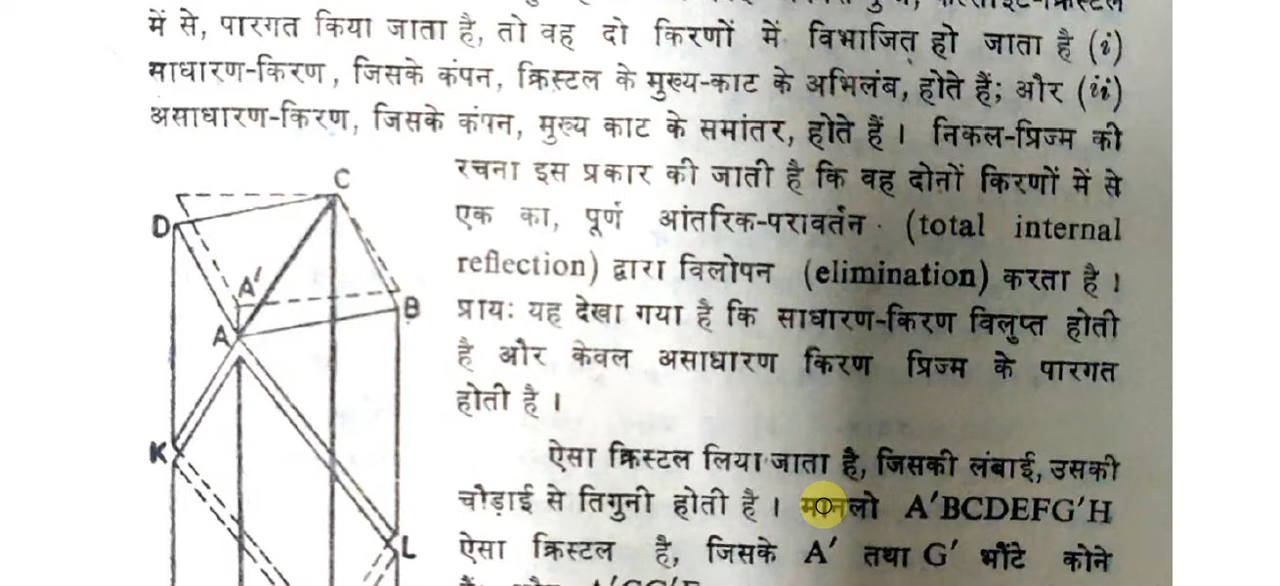 में से, पारगत किया जाता है, तो वह दो किरणों में विभाजित हो जाता है (i)
साधारण-किरण, जिसके कंपन, क्रिस्टल के मुख्य-काट के अभिलंब, होते हैं; और (ii)
असाधारण-किरण, जिसके कंपन, मुख्य काट के समांतर, होते हैं । निकल-प्रिज्म की
रचना इस प्रकार की जाती है कि वह दोनों किरणों में से
एक का, पूर्ण आंतरिक-परावर्तन (total internal
reflection) द्वारा विलोपन (elimination) करता है ।
प्रायः यह देखा गया है कि साधारण-किरण विलुप्त होती
है और केवल असाधारण किरण प्रिज्म के पारगत
होती है ।
ऐसा क्रिस्टल लिया जाता है, जिसकी लंबाई, उसकी
चौड़ाई से तिगुनी होती है । मानलो A′BCDEFG′H
ऐसा क्रिस्टल है, जिसके A′ तथा G′ भोंटे कोने
C
D
A′
B
A
K
L